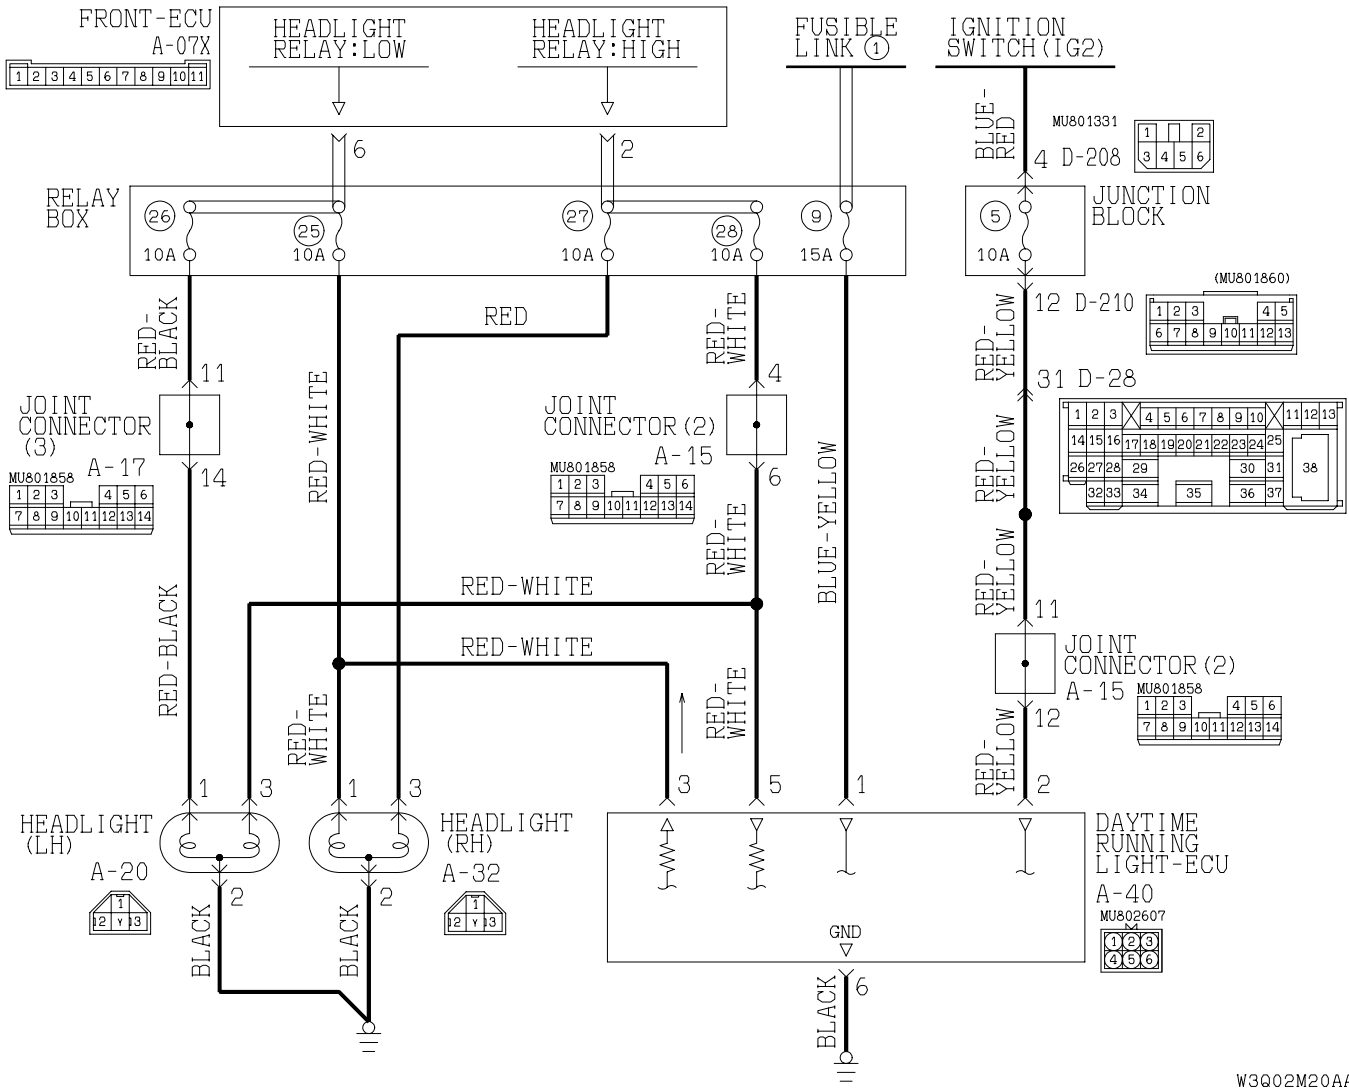 FRONT-ECU
A-07X
1 2 3 4 5 6 7 8 9 10 11
HEADLIGHT
RELAY:LOW
HEADLIGHT
RELAY:HIGH
FUSIBLE
LINK 1
IGNITION
SWITCH(IG2)
6
2
BLUE-
RED
MU801331
4 D-208
1 2
3 4 5 6
RELAY
BOX
26
10A
25
10A
27
10A
28
10A
9
15A
5
10A
JUNCTION
BLOCK
(MU801860)
12 D-210
1 2 3 4 5
6 7 8 9 10 11 12 13
RED-
BLACK
RED
RED-
WHITE
RED-
YELLOW
11
4
31 D-28
1 2 3 4 5 6 7 8 9 10 11 12 13
14 15 16 17 18 19 20 21 22 23 24 25
26 27 28 29 30 31 38
32 33 34 35 36 37
JOINT
CONNECTOR
(3)
A-17
MU801858
1 2 3 4 5 6
7 8 9 10 11 12 13 14
14
RED-WHITE
JOINT
CONNECTOR(2)
A-15
MU801858
1 2 3 4 5 6
7 8 9 10 11 12 13 14
6
BLUE-YELLOW
RED-
YELLOW
RED-
WHITE
RED-
YELLOW
RED-BLACK
RED-WHITE
RED-WHITE
11
JOINT
CONNECTOR(2)
A-15
MU801858
1 2 3 4 5 6
7 8 9 10 11 12 13 14
12
RED-
WHITE
RED-
WHITE
RED-
YELLOW
1
3
1
3
3
5
1
2
HEADLIGHT
(LH)
A-20
1
2 Y 3
HEADLIGHT
(RH)
A-32
1
2 Y 3
DAYTIME
RUNNING
LIGHT-ECU
A-40
MU802607
1 2 3
4 5 6
2
2
BLACK
BLACK
GND
6
BLACK
W3Q02M20AA